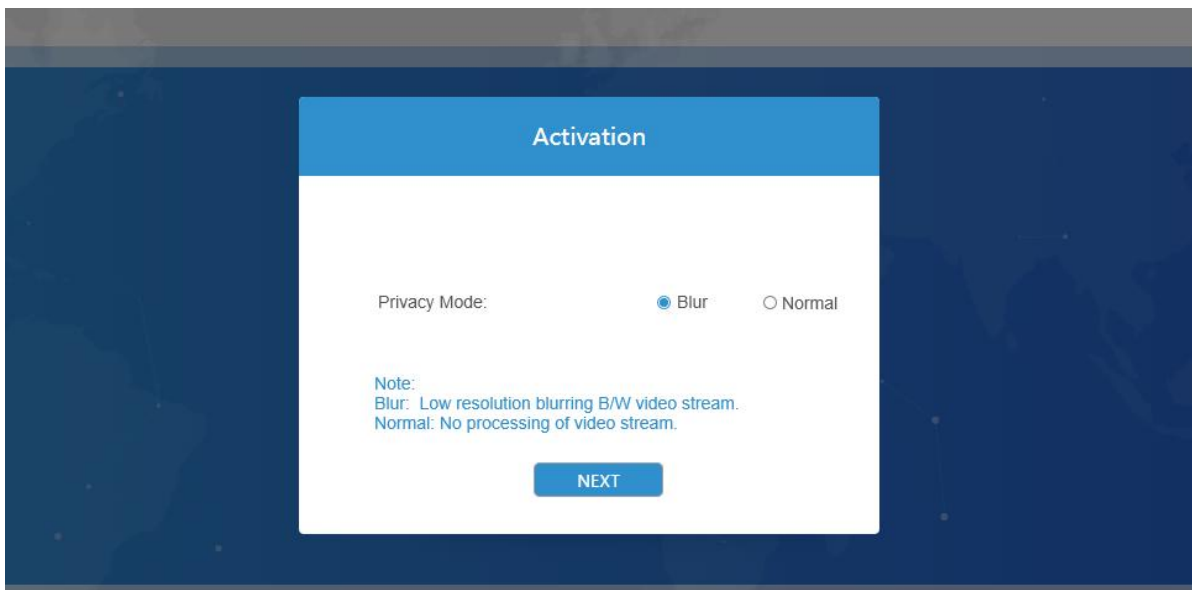 Activation
Privacy Mode: Blur Normal
Note:
Blur: Low resolution blurring B/W video stream.
Normal: No processing of video stream.
NEXT